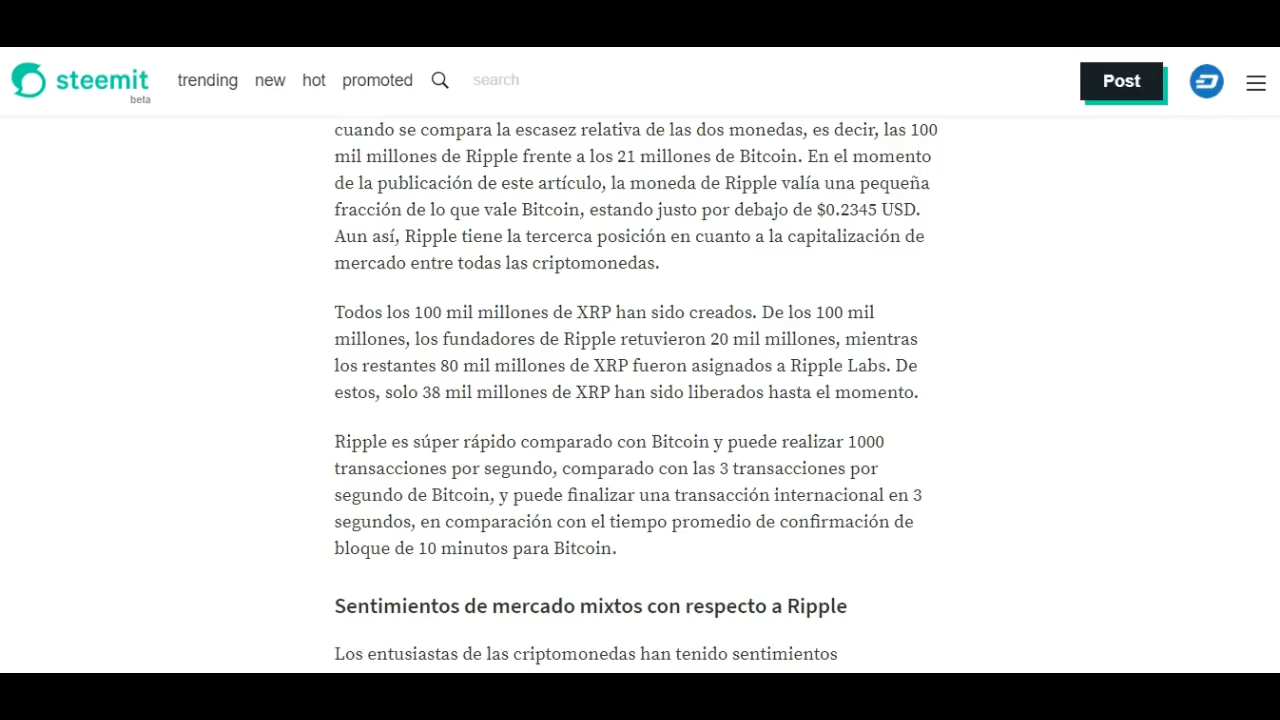 steemit
beta
trending new hot promoted search
Post
cuando se compara la escasez relativa de las dos monedas, es decir, las 100
mil millones de Ripple frente a los 21 millones de Bitcoin. En el momento
de la publicación de este artículo, la moneda de Ripple valía una pequeña
fracción de lo que vale Bitcoin, estando justo por debajo de $0.2345 USD.
Aun así, Ripple tiene la tercerca posición en cuanto a la capitalización de
mercado entre todas las criptomonedas.
Todos los 100 mil millones de XRP han sido creados. De los 100 mil
millones, los fundadores de Ripple retuvieron 20 mil millones, mientras
los restantes 80 mil millones de XRP fueron asignados a Ripple Labs. De
estos, solo 38 mil millones de XRP han sido liberados hasta el momento.
Ripple es súper rápido comparado con Bitcoin y puede realizar 1000
transacciones por segundo, comparado con las 3 transacciones por
segundo de Bitcoin, y puede finalizar una transacción internacional en 3
segundos, en comparación con el tiempo promedio de confirmación de
bloque de 10 minutos para Bitcoin.
Sentimientos de mercado mixtos con respecto a Ripple
Los entusiastas de las criptomonedas han tenido sentimientos